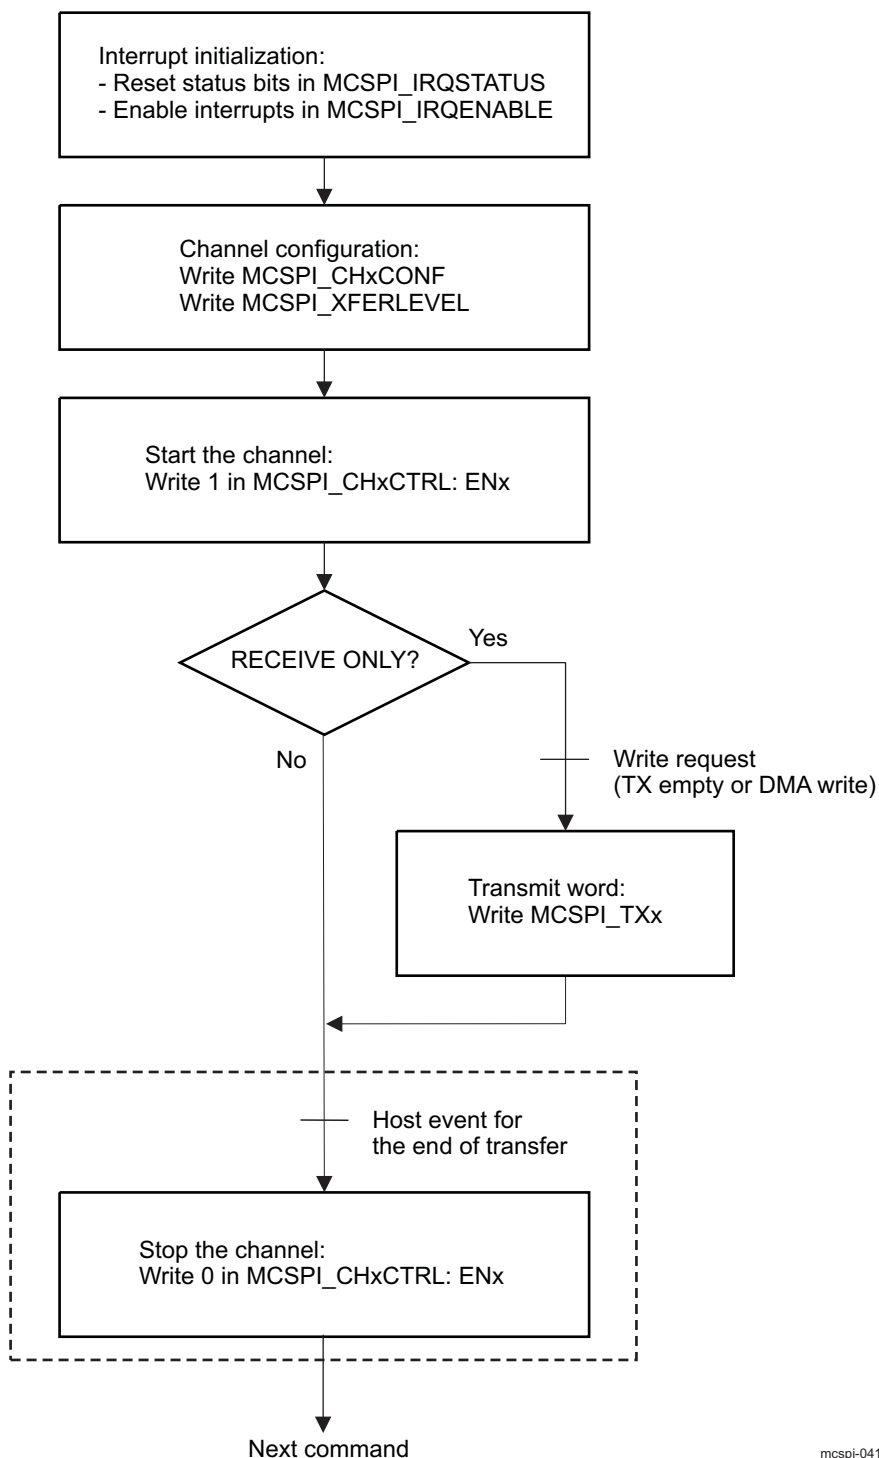 Interrupt initialization:
- Reset status bits in MCSPI_IRQSTATUS
- Enable interrupts in MCSPI_IRQENABLE
Channel configuration:
Write MCSPI_CHxCONF
Write MCSPI_XFERLEVEL
Start the channel:
Write 1 in MCSPI_CHxCTRL: ENx
RECEIVE ONLY?
Yes
No
Write request
(TX empty or DMA write)
Transmit word:
Write MCSPI_TXx
Host event for
the end of transfer
Stop the channel:
Write 0 in MCSPI_CHxCTRL: ENx
Next command
mcspi-041